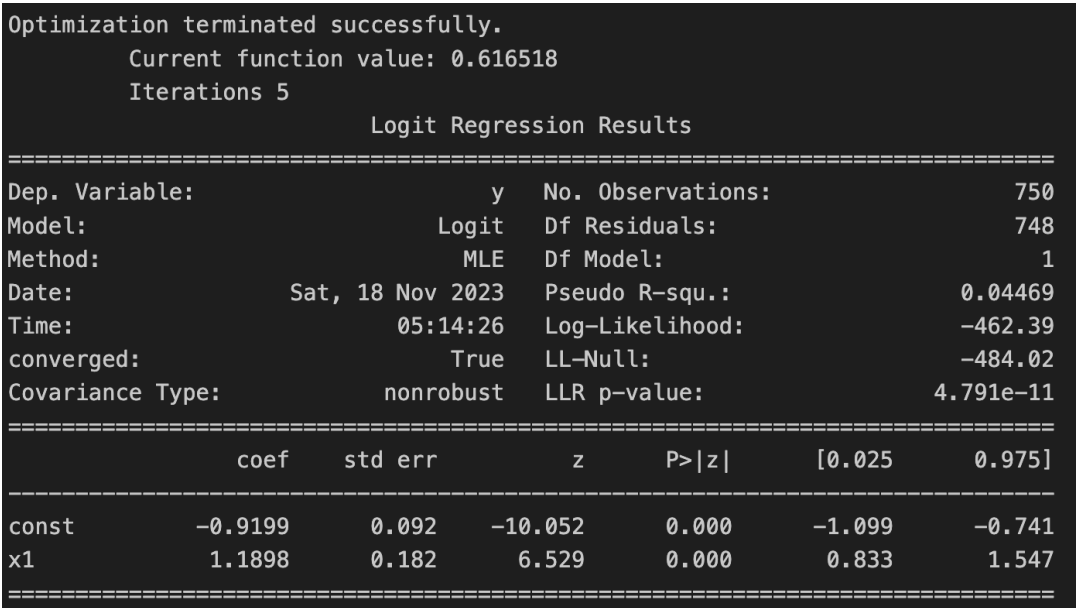 Optimization terminated successfully.
         Current function value: 0.616518
         Iterations 5
                           Logit Regression Results
==============================================================================
Dep. Variable:                      y   No. Observations:                  750
Model:                          Logit   Df Residuals:                      748
Method:                           MLE   Df Model:                            1
Date:                Sat, 18 Nov 2023   Pseudo R-squ.:                 0.04469
Time:                        05:14:26   Log-Likelihood:                -462.39
converged:                       True   LL-Null:                       -484.02
Covariance Type:            nonrobust   LLR p-value:                 4.791e-11
==============================================================================
                 coef    std err          z      P>|z|      [0.025      0.975]
------------------------------------------------------------------------------
const         -0.9199      0.092    -10.052      0.000      -1.099      -0.741
x1             1.1898      0.182      6.529      0.000       0.833       1.547
==============================================================================